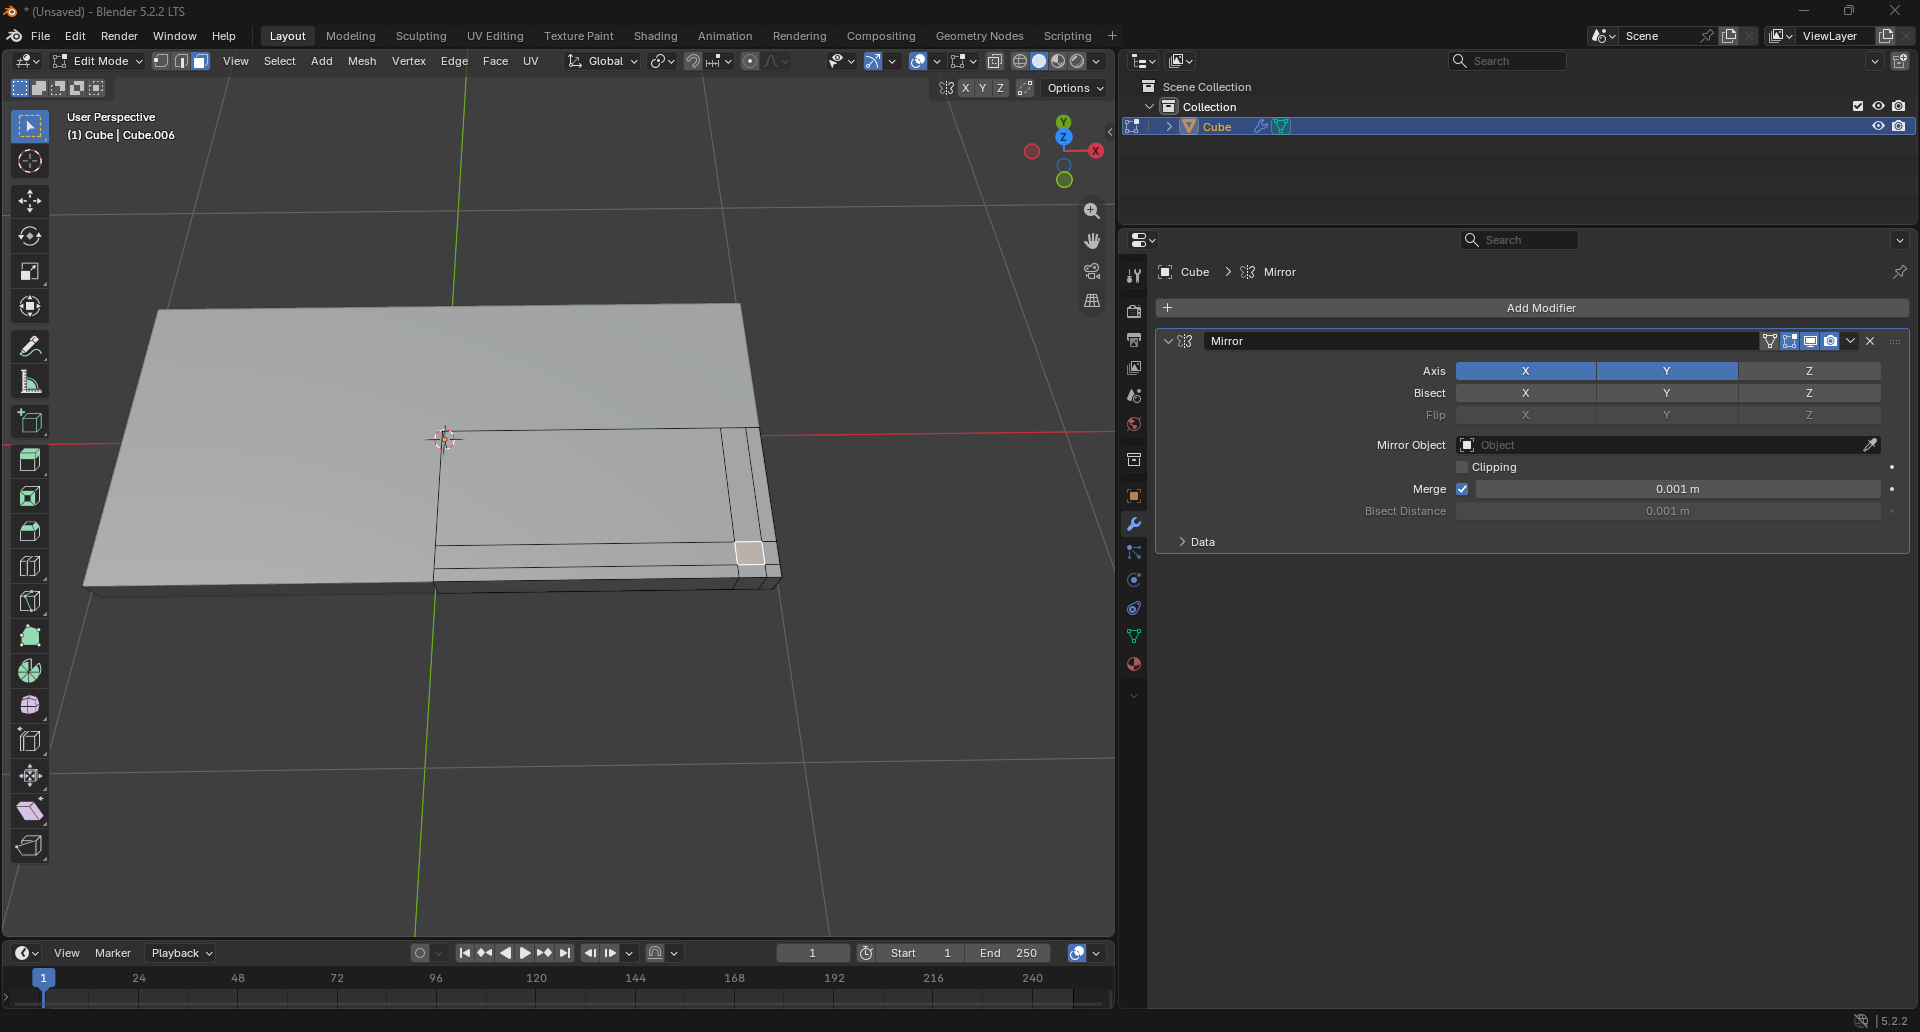 * (Unsaved) - Blender 5.2.2 LTS
File Edit Render Window Help Layout Modeling Sculpting UV Editing Texture Paint Shading Animation Rendering Compositing Geometry Nodes Scripting + Scene ViewLayer
Edit Mode View Select Add Mesh Vertex Edge Face UV Global
X Y Z Options
User Perspective
(1) Cube | Cube.006
Y
Z
X
Search
Scene Collection
Collection
Cube
Search
Cube > Mirror
+ Add Modifier
Mirror
Axis X Y Z
Bisect X Y Z
Flip X Y Z
Mirror Object Object
Clipping
Merge 0.001 m
Bisect Distance 0.001 m
Data
View Marker Playback 1 Start 1 End 250
1 24 48 72 96 120 144 168 192 216 240
5.2.2